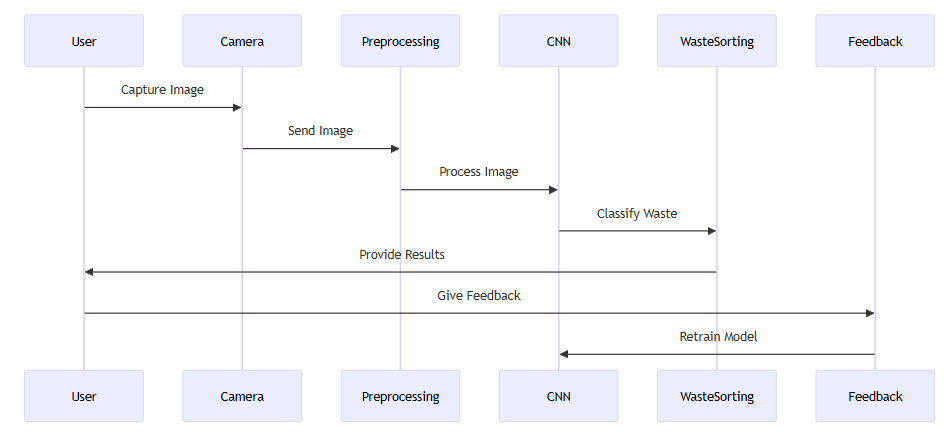 User
Camera
Preprocessing
CNN
WasteSorting
Feedback
Capture Image
Send Image
Process Image
Classify Waste
Provide Results
Give Feedback
Retrain Model
User
Camera
Preprocessing
CNN
WasteSorting
Feedback